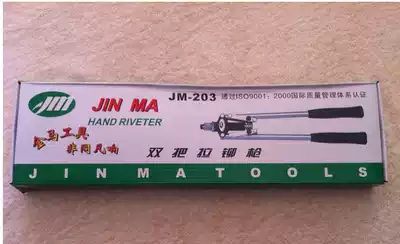 JM
JIN MA
HAND RIVETER
JM-203 通过ISO9001:2000国际质量管理体系认证
金马工具
非同凡响
双把拉铆枪
JINMATOOLS